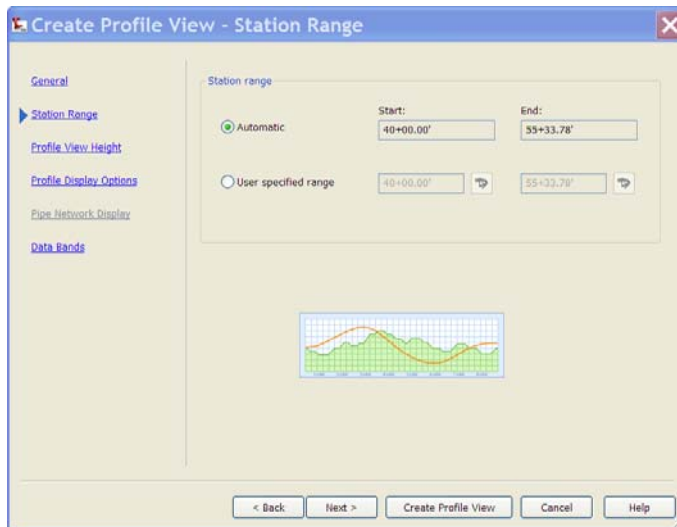 Create Profile View - Station Range
General
Station Range
Profile View Height
Profile Display Options
Pipe Network Display
Data Bands
Station range
Start:
End:
Automatic
40+00.00'
55+33.78'
User specified range
40+00.00'
55+33.78'
< Back
Next >
Create Profile View
Cancel
Help